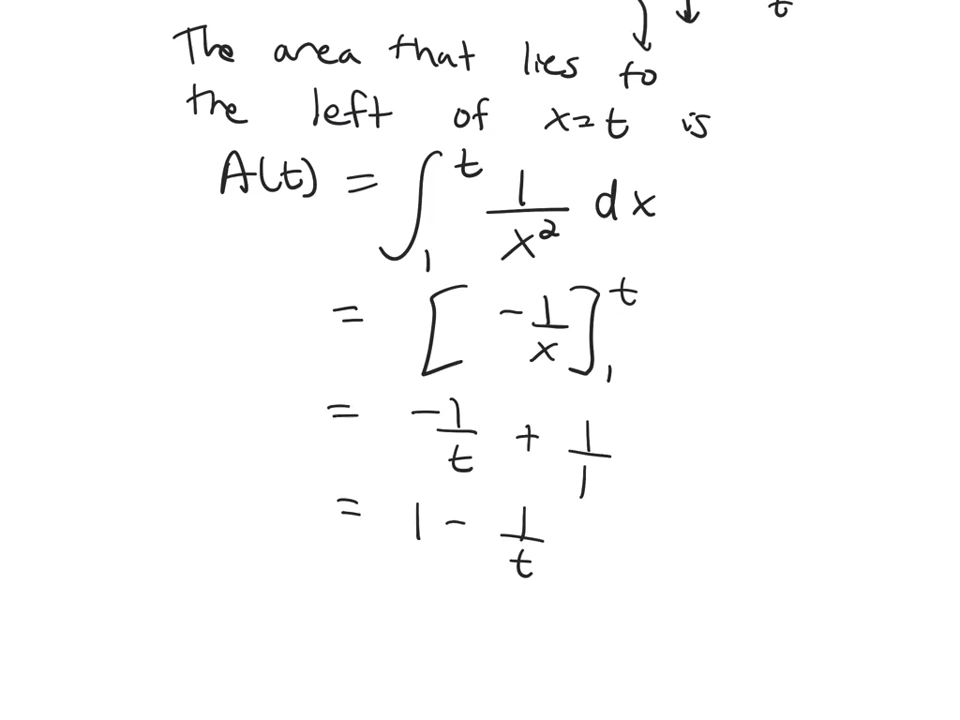 t
The area that lies to
the left of x=t is
A(t) = ∫₁ᵗ 1/x² dx
= [ -1/x ]₁ᵗ
= -1/t + 1/1
= 1 - 1/t